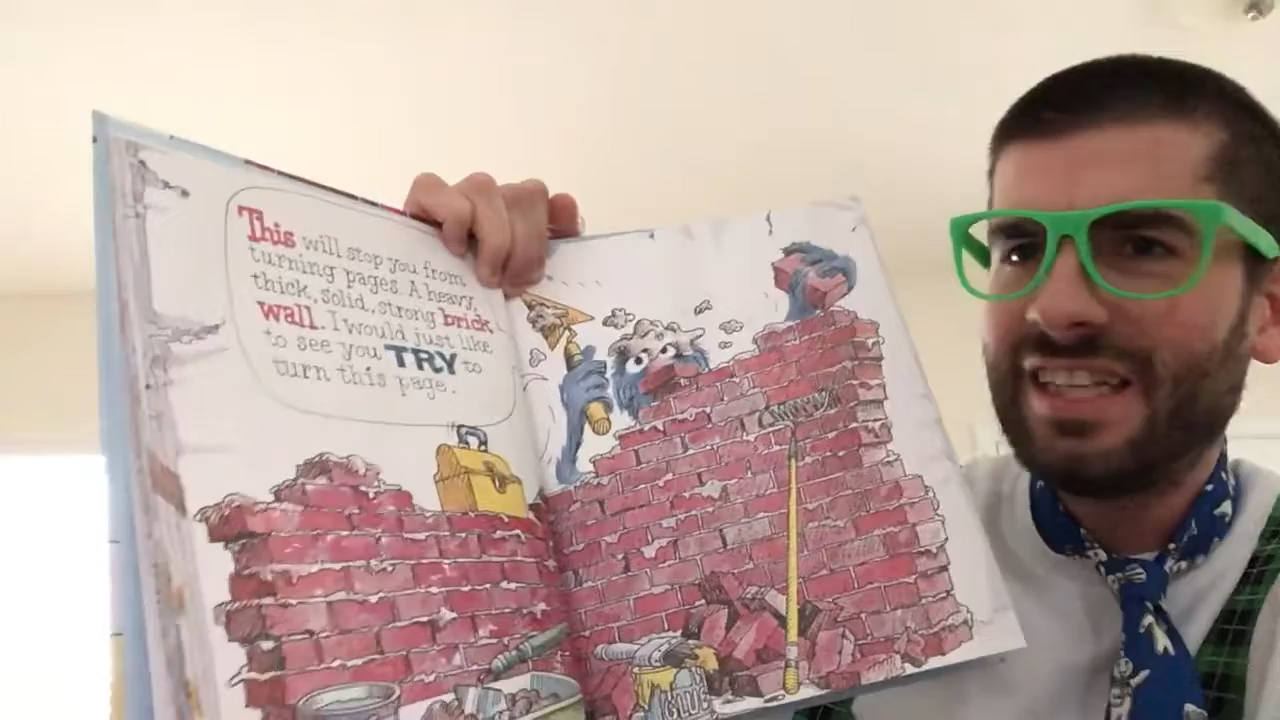 This will stop you from
turning pages. A heavy,
thick, solid, strong brick
wall. I would just like
to see you TRY to
turn this page.
GLUE